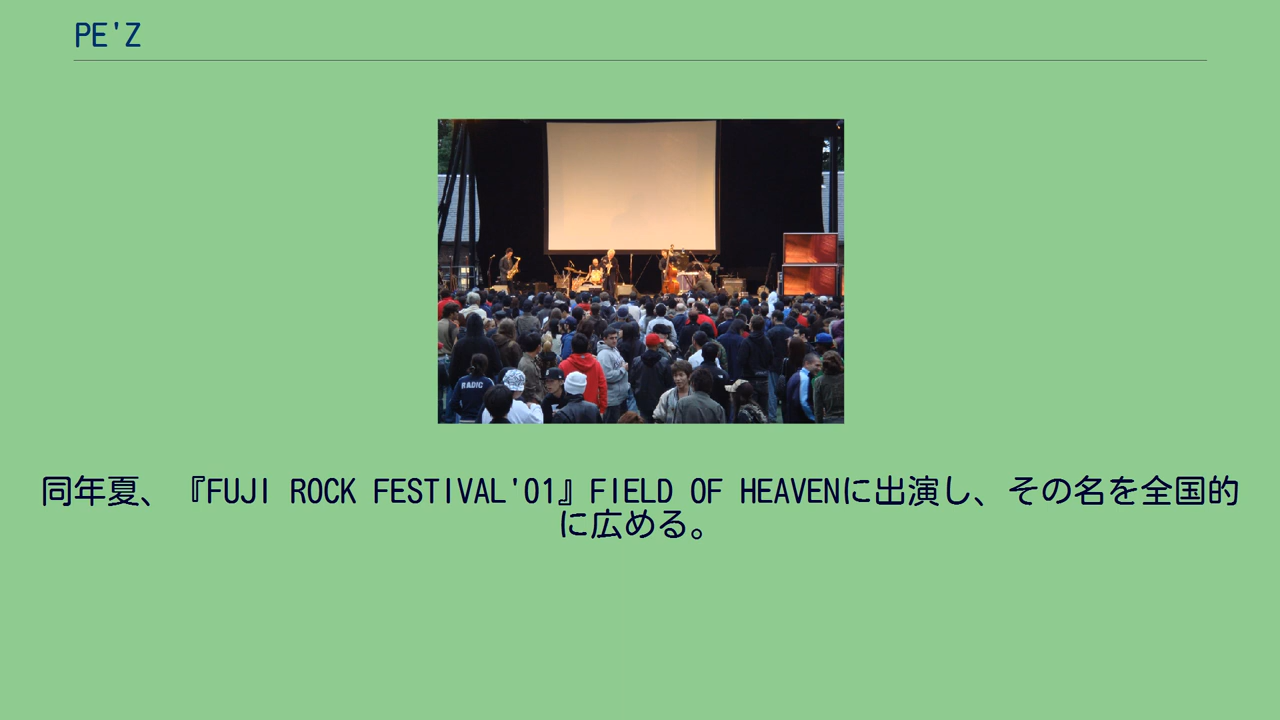 PE'Z
RADIC
同年夏、『FUJI ROCK FESTIVAL'01』FIELD OF HEAVENに出演し、その名を全国的
に広める。